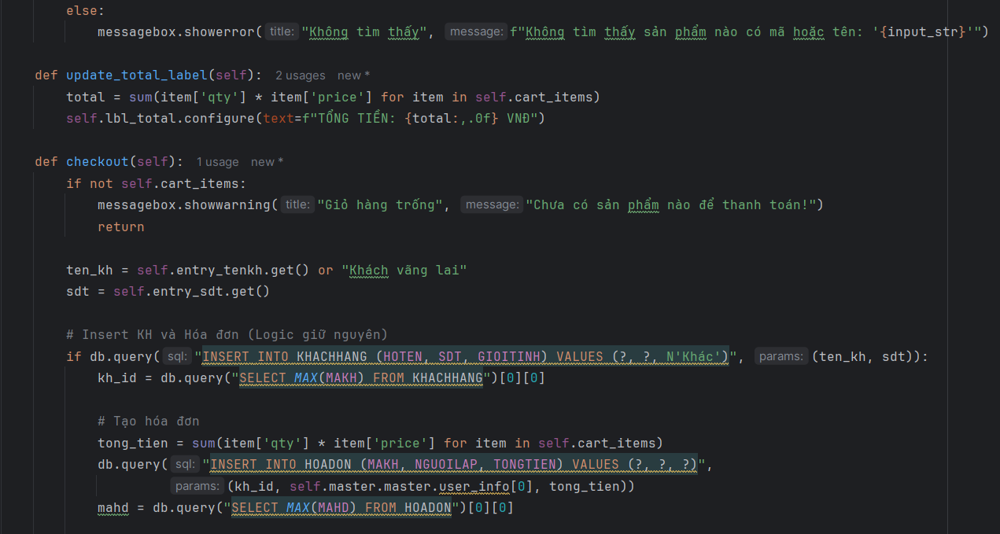 else:
messagebox.showerror( title: "Không tìm thấy", message: f"Không tìm thấy sản phẩm nào có mã hoặc tên: '{input_str}'")
def update_total_label(self): 2 usages new *
total = sum(item['qty'] * item['price'] for item in self.cart_items)
self.lbl_total.configure(text=f"TỔNG TIỀN: {total:,.0f} VNĐ")
def checkout(self): 1 usage new *
if not self.cart_items:
messagebox.showwarning( title: "Giỏ hàng trống", message: "Chưa có sản phẩm nào để thanh toán!")
return
ten_kh = self.entry_tenkh.get() or "Khách vãng lai"
sdt = self.entry_sdt.get()
# Insert KH và Hóa đơn (Logic giữ nguyên)
if db.query( sql: "INSERT INTO KHACHHANG (HOTEN, SDT, GIOITINH) VALUES (?, ?, N'Khác')", params: (ten_kh, sdt)):
kh_id = db.query("SELECT MAX(MAKH) FROM KHACHHANG")[0][0]
# Tạo hóa đơn
tong_tien = sum(item['qty'] * item['price'] for item in self.cart_items)
db.query( sql: "INSERT INTO HOADON (MAKH, NGUOILAP, TONGTIEN) VALUES (?, ?, ?)",
params: (kh_id, self.master.master.user_info[0], tong_tien))
mahd = db.query("SELECT MAX(MAHD) FROM HOADON")[0][0]